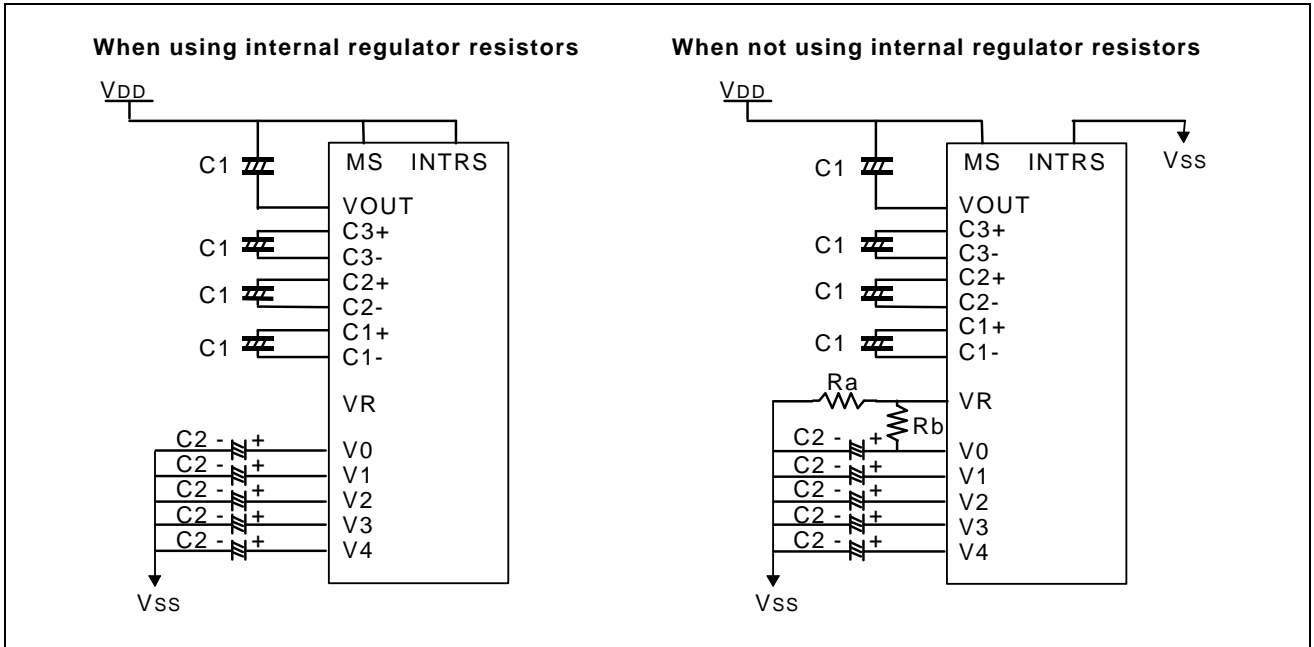 When using internal regulator resistors
VDD
C1
MS INTRS
VOUT
C3+
C1
C3-
C2+
C1
C2-
C1+
C1
C1-
VR
C2 - +
V0
C2 - +
V1
C2 - +
V2
C2 - +
V3
C2 - +
V4
Vss
When not using internal regulator resistors
VDD
C1
MS INTRS
Vss
VOUT
C3+
C1
C3-
C2+
C1
C2-
C1+
C1
C1-
Ra
VR
Rb
C2 - +
V0
C2 - +
V1
C2 - +
V2
C2 - +
V3
C2 - +
V4
Vss